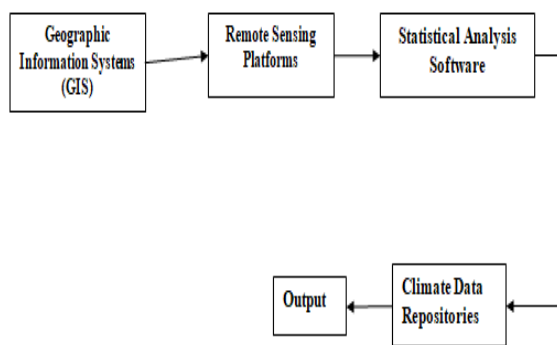 Geographic
Information Systems
(GIS)
Remote Sensing
Platforms
Statistical Analysis
Software
Climate Data
Repositories
Output